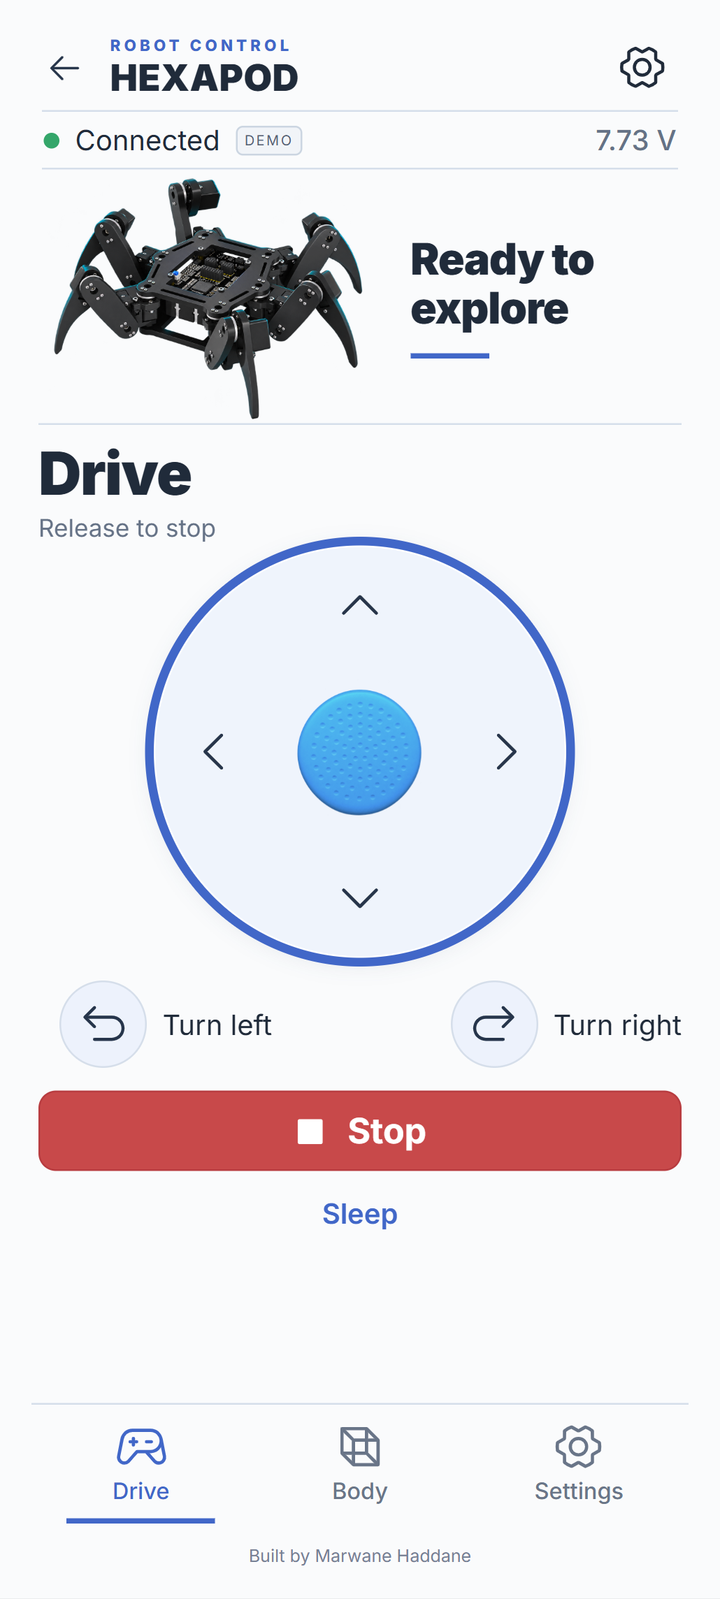 ROBOT CONTROL
HEXAPOD
Connected DEMO 7.73 V
Ready to
explore
Drive
Release to stop
Turn left Turn right
Stop
Sleep
Drive Body Settings
Built by Marwane Haddane